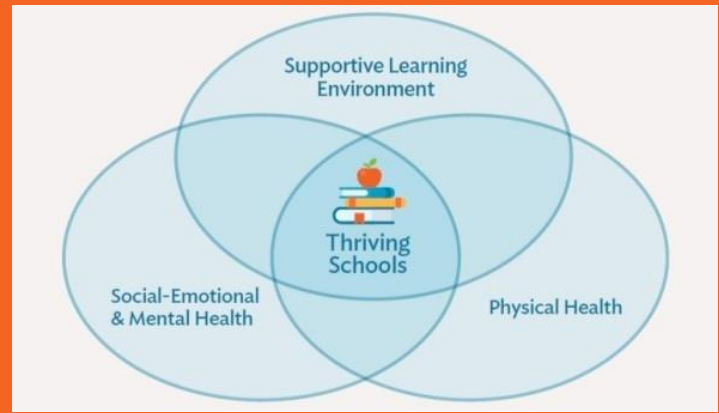 Supportive Learning
Environment
Thriving
Schools
Social-Emotional
& Mental Health
Physical Health